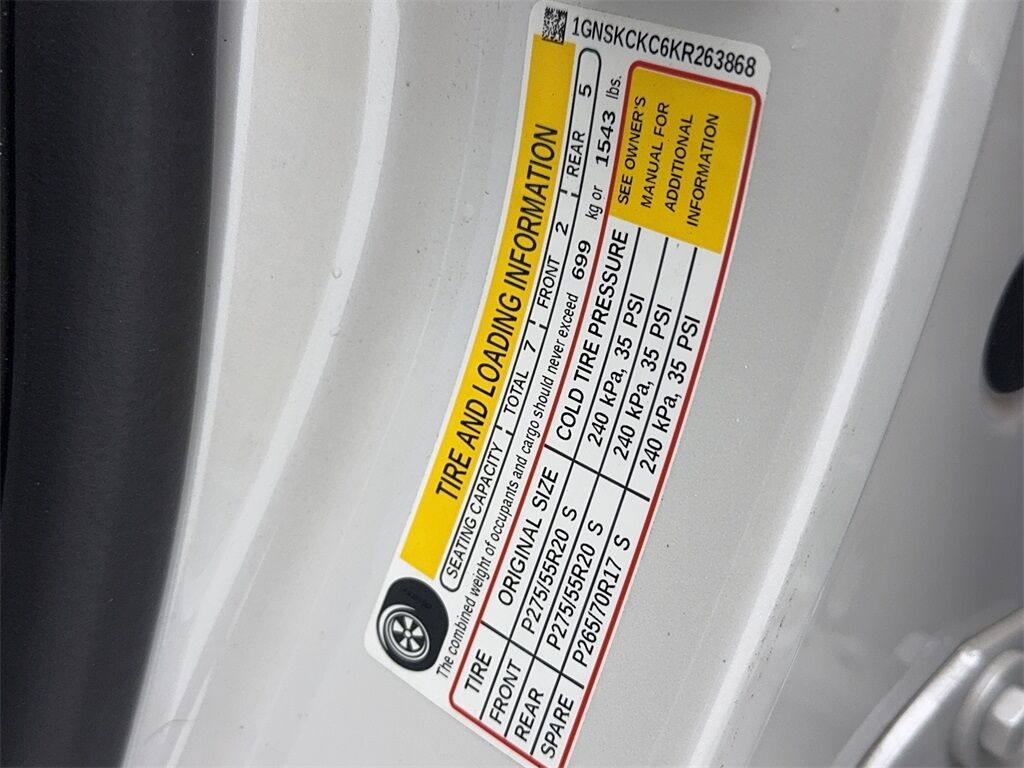 1GNSKCKC6KR263868
TIRE AND LOADING INFORMATION
SEATING CAPACITY TOTAL 7 FRONT 2 REAR 5
The combined weight of occupants and cargo should never exceed 699 kg or 1543 lbs.
TIRE ORIGINAL SIZE COLD TIRE PRESSURE
FRONT P275/55R20 S 240 kPa, 35 PSI
REAR P275/55R20 S 240 kPa, 35 PSI
SPARE P265/70R17 S 240 kPa, 35 PSI
SEE OWNER'S
MANUAL FOR
ADDITIONAL
INFORMATION